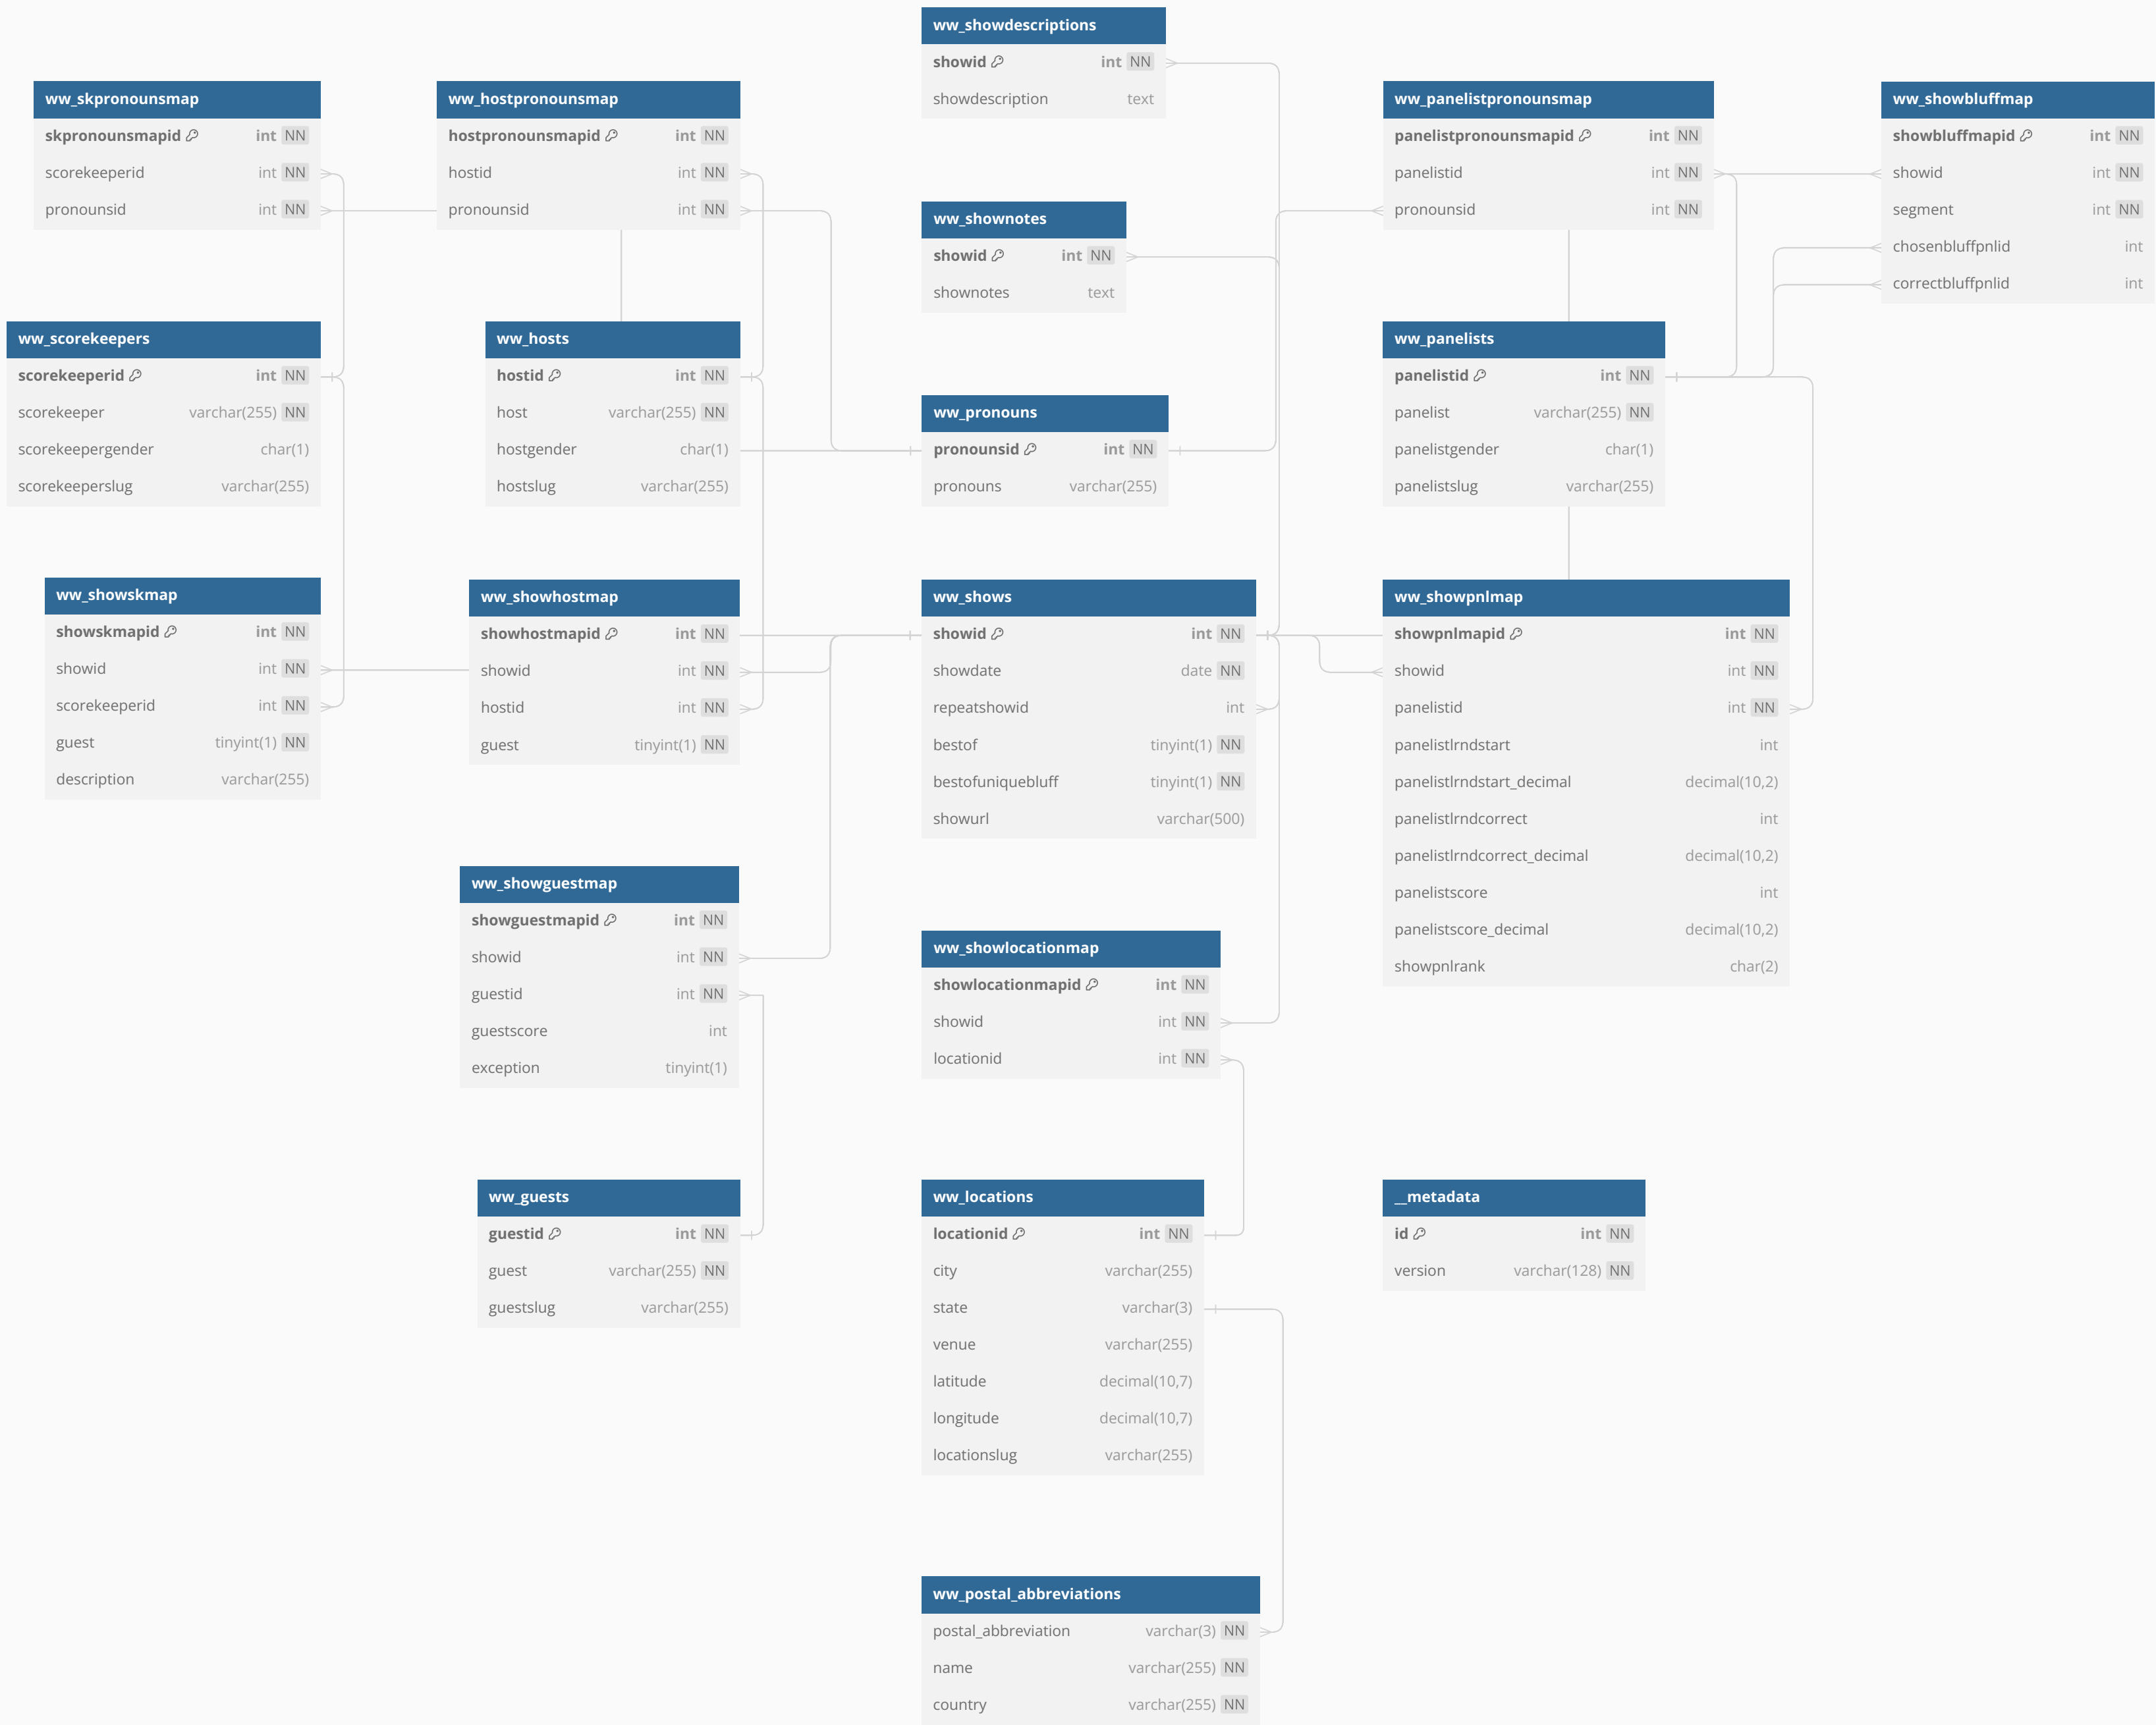 ww_showdescriptions
showid int NN
showdescription text
ww_skpronounsmap
skpronounsmapid int NN
scorekeeperid int NN
pronounsid int NN
ww_hostpronounsmap
hostpronounsmapid int NN
hostid int NN
pronounsid int NN
ww_panelistpronounsmap
panelistpronounsmapid int NN
panelistid int NN
pronounsid int NN
ww_showbluffmap
showbluffmapid int NN
showid int NN
segment int NN
chosenbluffpnlid int
correctbluffpnlid int
ww_shownotes
showid int NN
shownotes text
ww_scorekeepers
scorekeeperid int NN
scorekeeper varchar(255) NN
scorekeepergender char(1)
scorekeeperslug varchar(255)
ww_hosts
hostid int NN
host varchar(255) NN
hostgender char(1)
hostslug varchar(255)
ww_pronouns
pronounsid int NN
pronouns varchar(255)
ww_panelists
panelistid int NN
panelist varchar(255) NN
panelistgender char(1)
panelistslug varchar(255)
ww_showskmap
showskmapid int NN
showid int NN
scorekeeperid int NN
guest tinyint(1) NN
description varchar(255)
ww_showhostmap
showhostmapid int NN
showid int NN
hostid int NN
guest tinyint(1) NN
ww_shows
showid int NN
showdate date NN
repeatshowid int
bestof tinyint(1) NN
bestofuniquebluff tinyint(1) NN
showurl varchar(500)
ww_showpnlmap
showpnlmapid int NN
showid int NN
panelistid int NN
panelistlrndstart int
panelistlrndstart_decimal decimal(10,2)
panelistlrndcorrect int
panelistlrndcorrect_decimal decimal(10,2)
panelistscore int
panelistscore_decimal decimal(10,2)
showpnlrank char(2)
ww_showguestmap
showguestmapid int NN
showid int NN
guestid int NN
guestscore int
exception tinyint(1)
ww_showlocationmap
showlocationmapid int NN
showid int NN
locationid int NN
ww_guests
guestid int NN
guest varchar(255) NN
guestslug varchar(255)
ww_locations
locationid int NN
city varchar(255)
state varchar(3)
venue varchar(255)
latitude decimal(10,7)
longitude decimal(10,7)
locationslug varchar(255)
__metadata
id int NN
version varchar(128) NN
ww_postal_abbreviations
postal_abbreviation varchar(3) NN
name varchar(255) NN
country varchar(255) NN